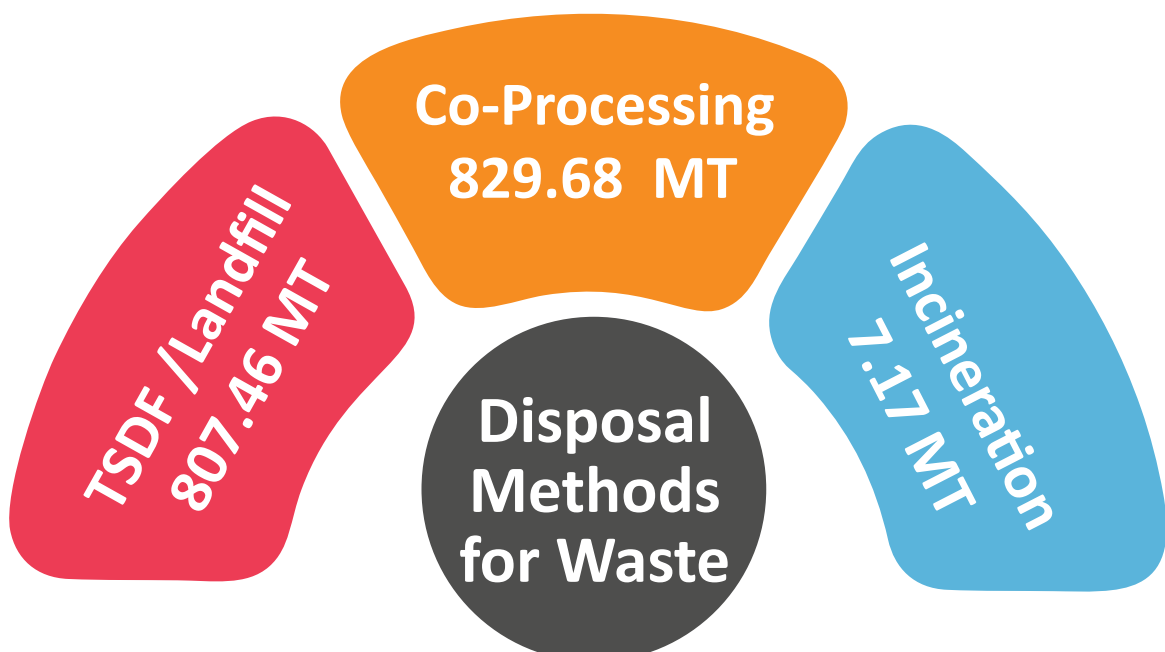 TSDF /Landfill
807.46 MT
Co-Processing
829.68 MT
Incineration
7.17 MT
Disposal
Methods
for Waste